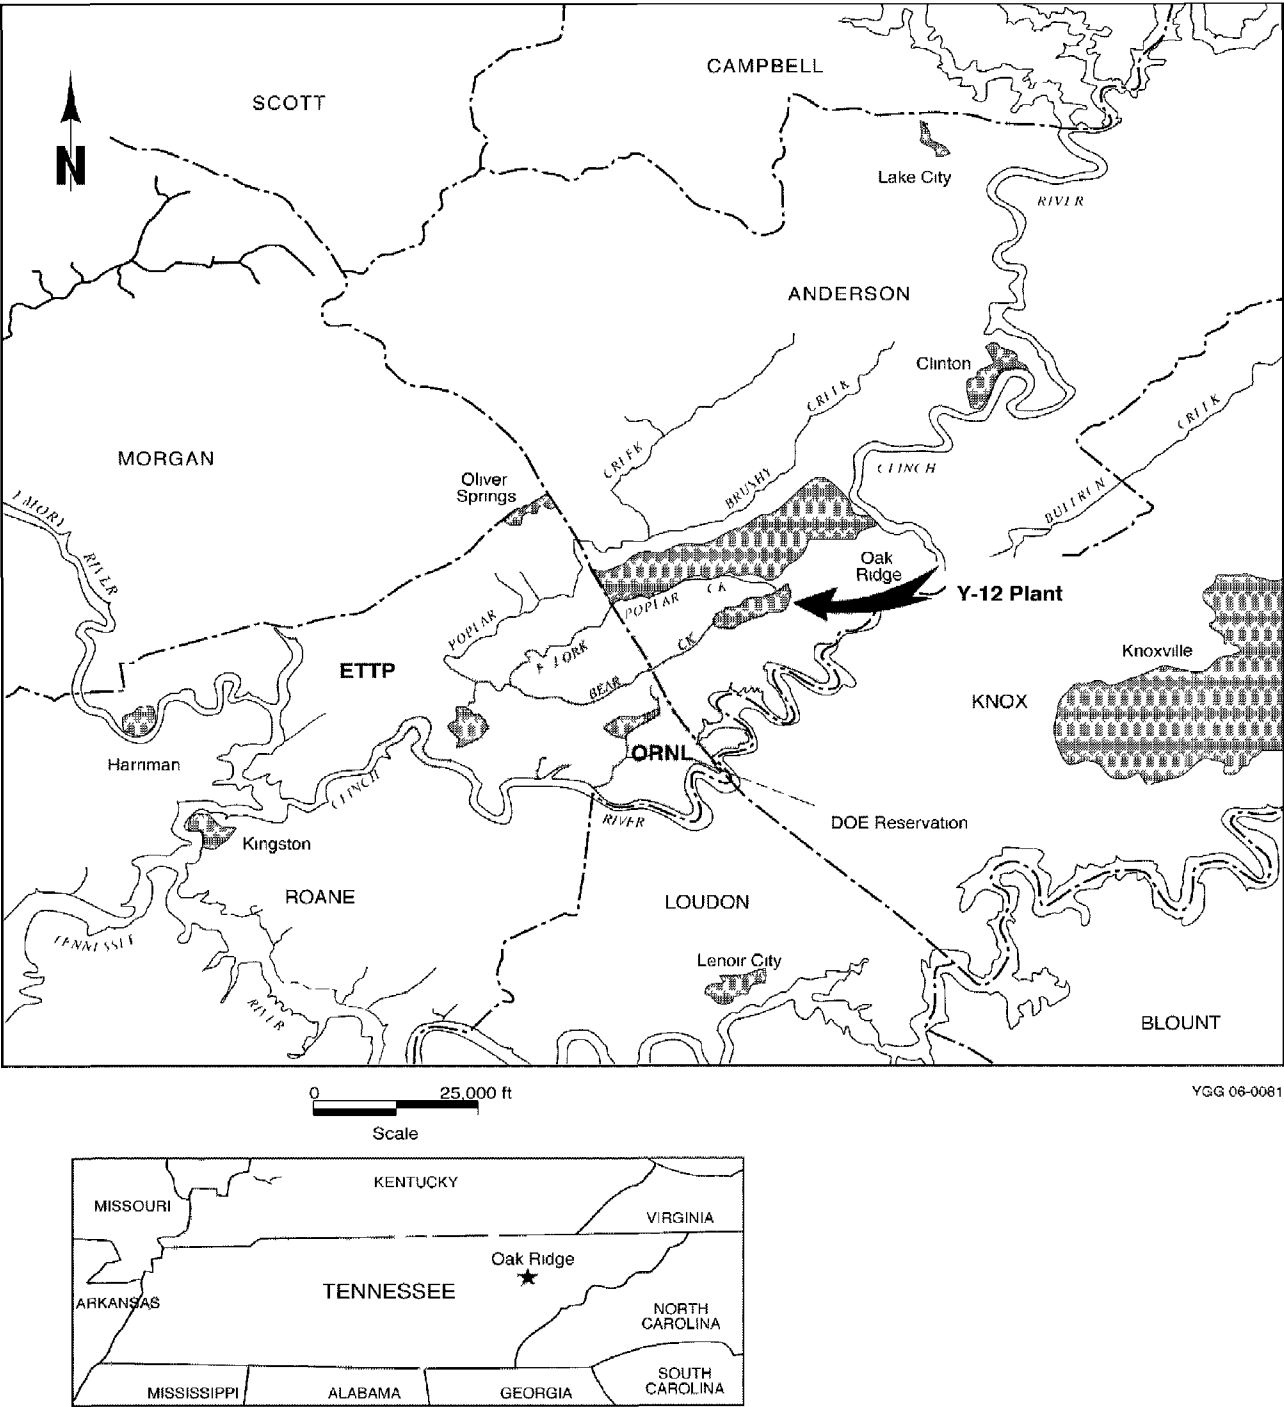 CAMPBELL
SCOTT
N
Lake City
RIVER
ANDERSON
Clinton
CREEK
CREEK
MORGAN
CREEK
CLINCH
Oliver
Springs
BRUSHY
RIVER
Oak
Ridge
Y-12 Plant
POPLAR CK
POPLAR
FORK
CK
BEAR
ETTP
Knoxville
KNOX
ORNL
Harriman
CLINCH
RIVER
DOE Reservation
Kingston
ROANE
LOUDON
TENNESSEE
Lenoir City
RIVER
BLOUNT
0 25,000 ft
Scale
YGG 06-0081
KENTUCKY
MISSOURI
VIRGINIA
Oak Ridge
TENNESSEE
ARKANSAS
NORTH
CAROLINA
SOUTH
CAROLINA
MISSISSIPPI
ALABAMA
GEORGIA